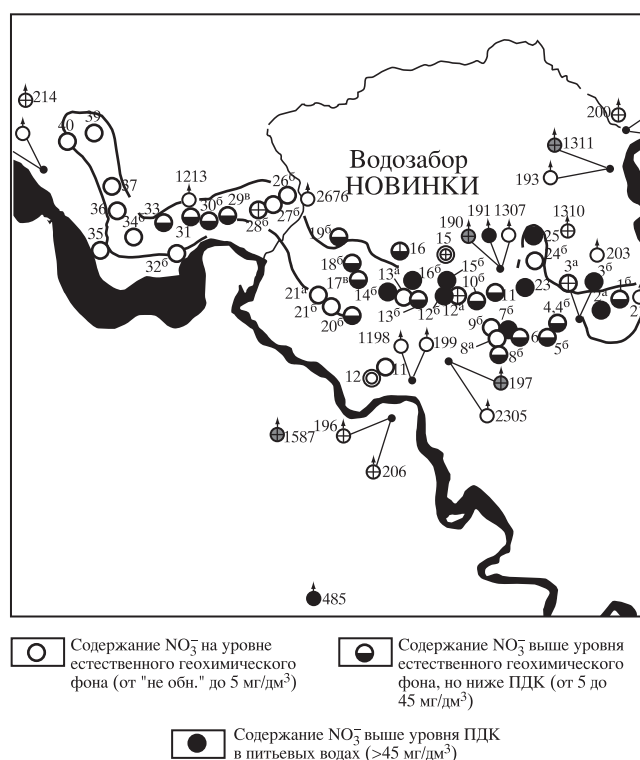 214
40
39
37
36
34б
35
33
1213
31
30б
29в
28б
27б
26б
2676
32б
Водозабор
НОВИНКИ
200
1311
193
190
191
1307
1310
203
19б
16
15
18б
17в
14б
13а
16б
15б
13б
12б
12а
10б
11
25
24б
23
3а
3б
2а
1б
21а
21б
20б
4,4б
9б
7б
8а
6
5б
8б
1198
199
12
11
197
2305
1587
196
206
485
Содержание NO₃⁻ на уровне
естественного геохимического
фона (от "не обн." до 5 мг/дм³)
Содержание NO₃⁻ выше уровня
естественного геохимического
фона, но ниже ПДК (от 5 до
45 мг/дм³)
Содержание NO₃⁻ выше уровня ПДК
в питьевых водах (>45 мг/дм³)